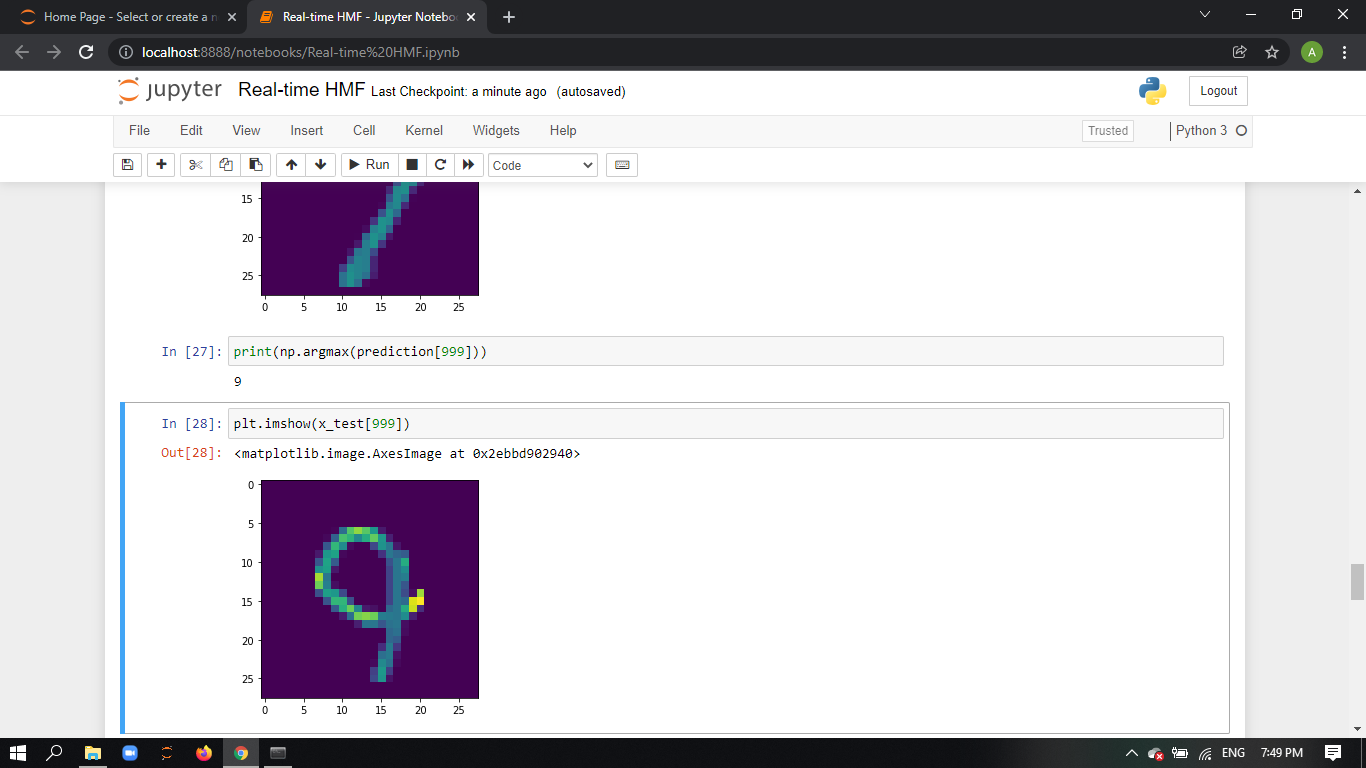 Home Page - Select or create a n
Real-time HMF - Jupyter Notebo
localhost:8888/notebooks/Real-time%20HMF.ipynb
A
jupyter Real-time HMF Last Checkpoint: a minute ago (autosaved)
Logout
File Edit View Insert Cell Kernel Widgets Help
Trusted
Python 3
Run
Code
15
20
25
0 5 10 15 20 25
In [27]: print(np.argmax(prediction[999]))
9
In [28]: plt.imshow(x_test[999])
Out[28]: <matplotlib.image.AxesImage at 0x2ebbd902940>
0
5
10
15
20
25
9
0 5 10 15 20 25
ENG 7:49 PM